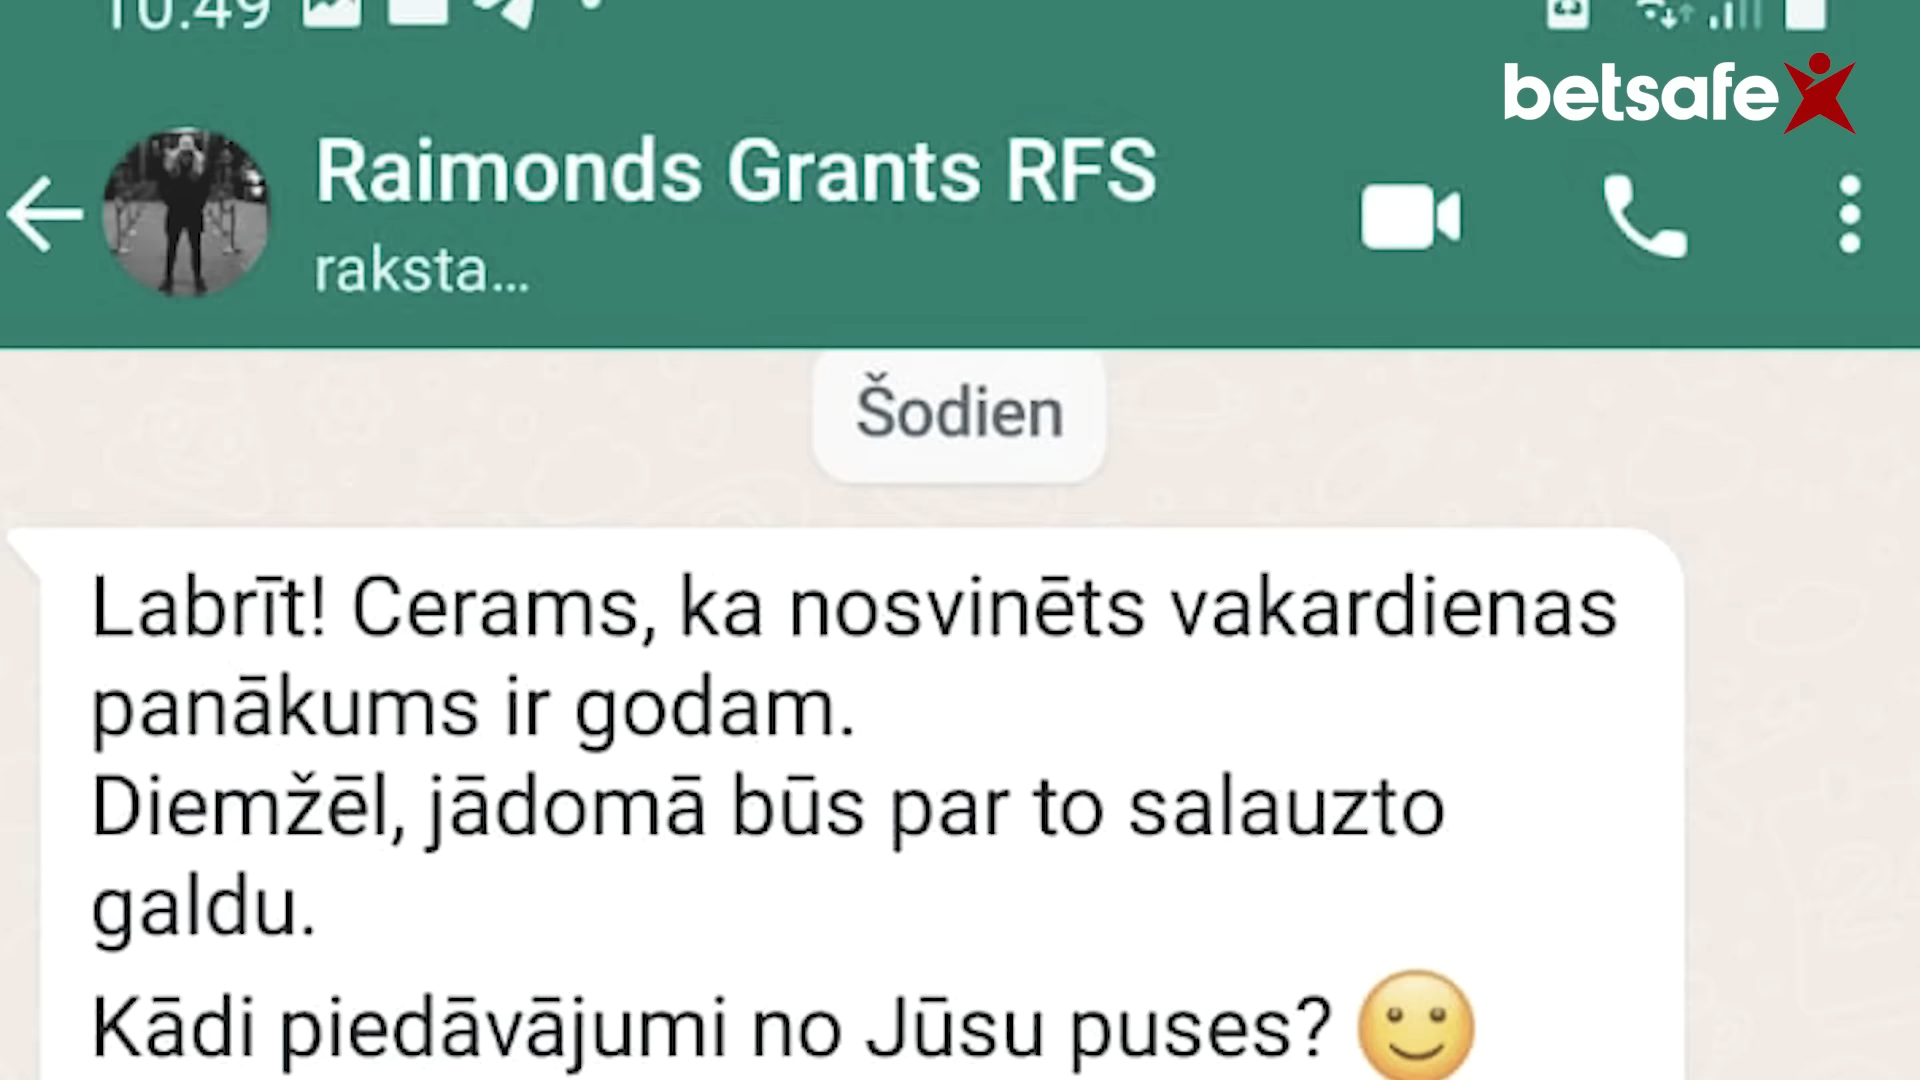 10.49
betsafe
Raimonds Grants RFS
raksta...
Šodien
Labrīt! Cerams, ka nosvinēts vakardienas
panākums ir godam.
Diemžēl, jādomā būs par to salauzto
galdu.
Kādi piedāvājumi no Jūsu puses? 🙂